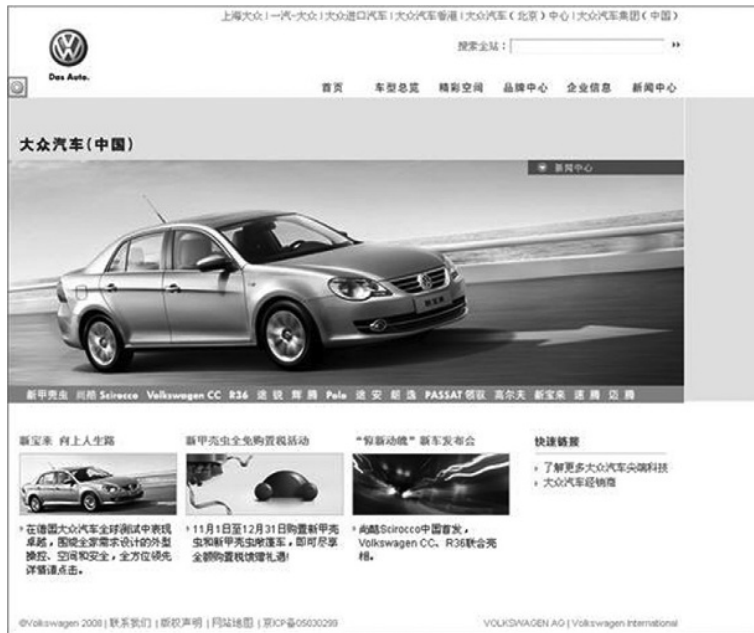 上海大众 | 一汽-大众 | 大众进口汽车 | 大众汽车香港 | 大众汽车(北京)中心 | 大众汽车集团(中国)
搜索全站：
Das Auto.
首页 车型总览 精彩空间 品牌中心 企业信息 新闻中心
大众汽车(中国)
新闻中心
新宝来
新甲壳虫 尚酷 Scirocco Volkswagen CC R36 途锐 辉腾 Polo 途安 朗逸 PASSAT 领驭 高尔夫 新宝来 速腾 迈腾
新宝来 向上人生路
在德国大众汽车全球测试中表现
卓越，围绕全家需求设计的外型
操控、空间和安全，全方位领先
详情请点击。
新甲壳虫全免购置税活动
11月1日至12月31日购置新甲壳
虫和新甲壳虫敞篷车，即可尽享
全额购置税馈赠礼遇!
“惊新动魄”新车发布会
尚酷Scirocco中国首发，
Volkswagen CC、R36联合亮
相。
快速链接
了解更多大众汽车尖端科技
大众汽车经销商
©Volkswagen 2008 | 联系我们 | 版权声明 | 网站地图 | 京ICP备05030299
VOLKSWAGEN AG | Volkswagen International